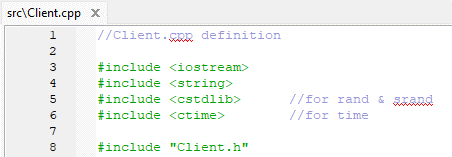 src\Client.cpp
1 //Client.cpp definition
2
3 #include <iostream>
4 #include <string>
5 #include <cstdlib> //for rand & srand
6 #include <ctime> //for time
7
8 #include "Client.h"